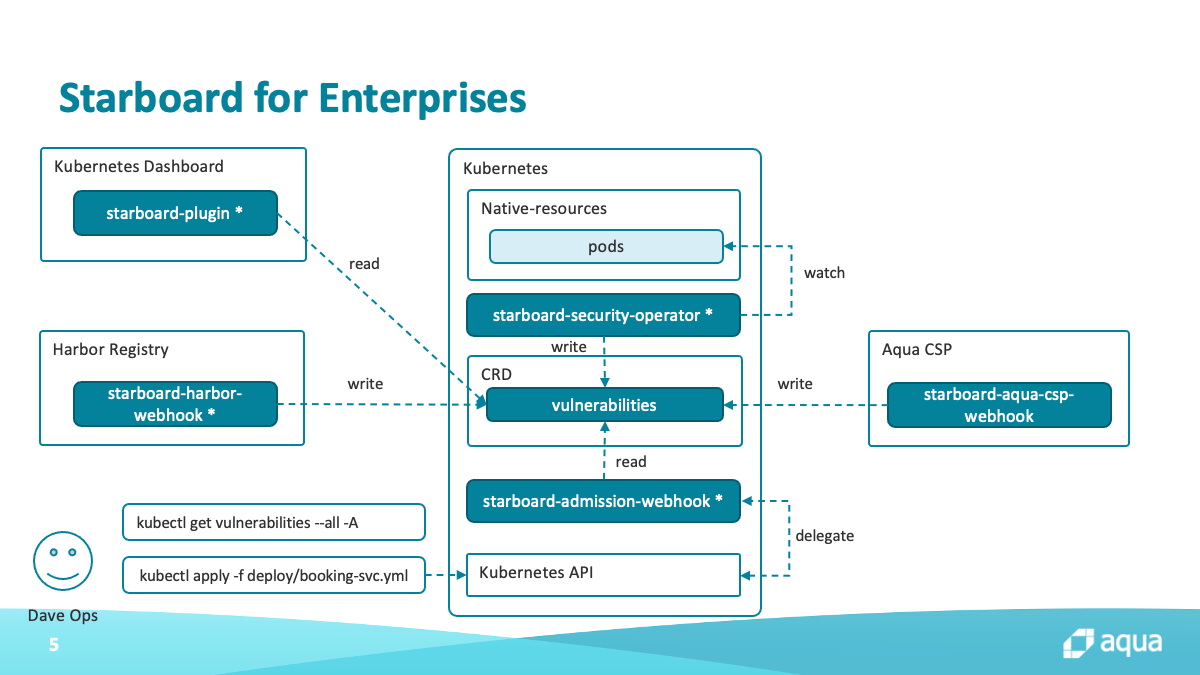 Starboard for Enterprises
Kubernetes Dashboard
starboard-plugin *
read
Harbor Registry
starboard-harbor-
webhook *
write
Kubernetes
Native-resources
pods
watch
starboard-security-operator *
write
CRD
vulnerabilities
write
Aqua CSP
starboard-aqua-csp-
webhook
read
starboard-admission-webhook *
delegate
Kubernetes API
kubectl get vulnerabilities --all -A
kubectl apply -f deploy/booking-svc.yml
Dave Ops
5
aqua